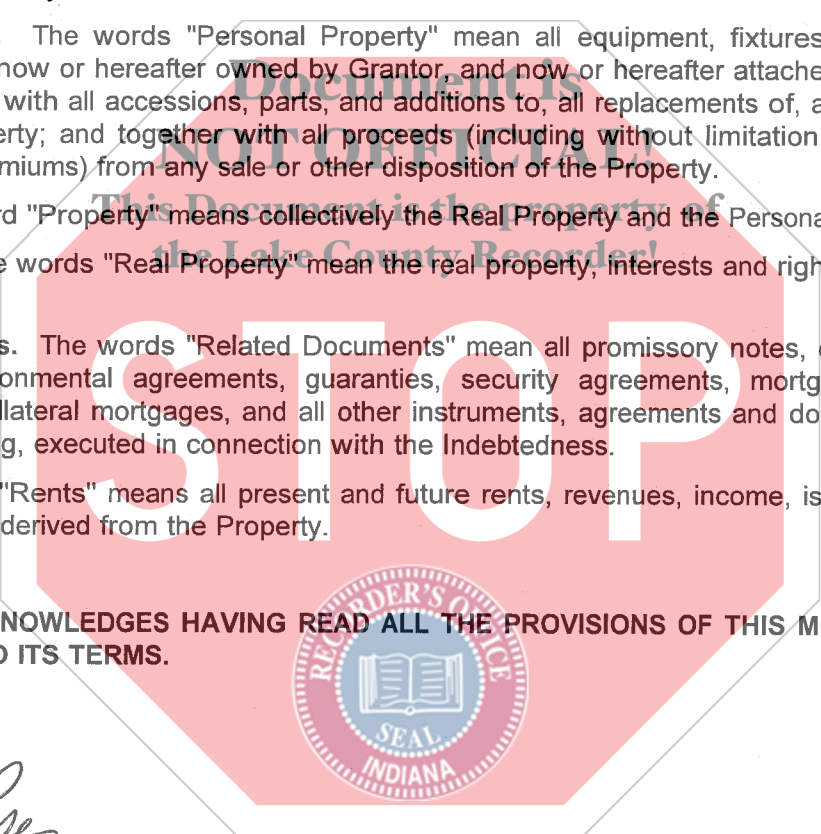 The words "Personal Property" mean all equipment, fixtures
now or hereafter owned by Grantor, and now or hereafter attache
with all accessions, parts, and additions to, all replacements of, a
erty; and together with all proceeds (including without limitation
miums) from any sale or other disposition of the Property.
rd "Property" means collectively the Real Property and the Persona
e words "Real Property" mean the real property, interests and righ
s. The words "Related Documents" mean all promissory notes,
onmental agreements, guaranties, security agreements, mortg
llateral mortgages, and all other instruments, agreements and do
g, executed in connection with the Indebtedness.
"Rents" means all present and future rents, revenues, income, is
derived from the Property.
NOWLEDGES HAVING READ ALL THE PROVISIONS OF THIS M
D ITS TERMS.
Document is
NOT OFFICIAL!
This Document is the property of
the Lake County Recorder!
STOP
RECORDER'S OFFICE
SEAL
INDIANA